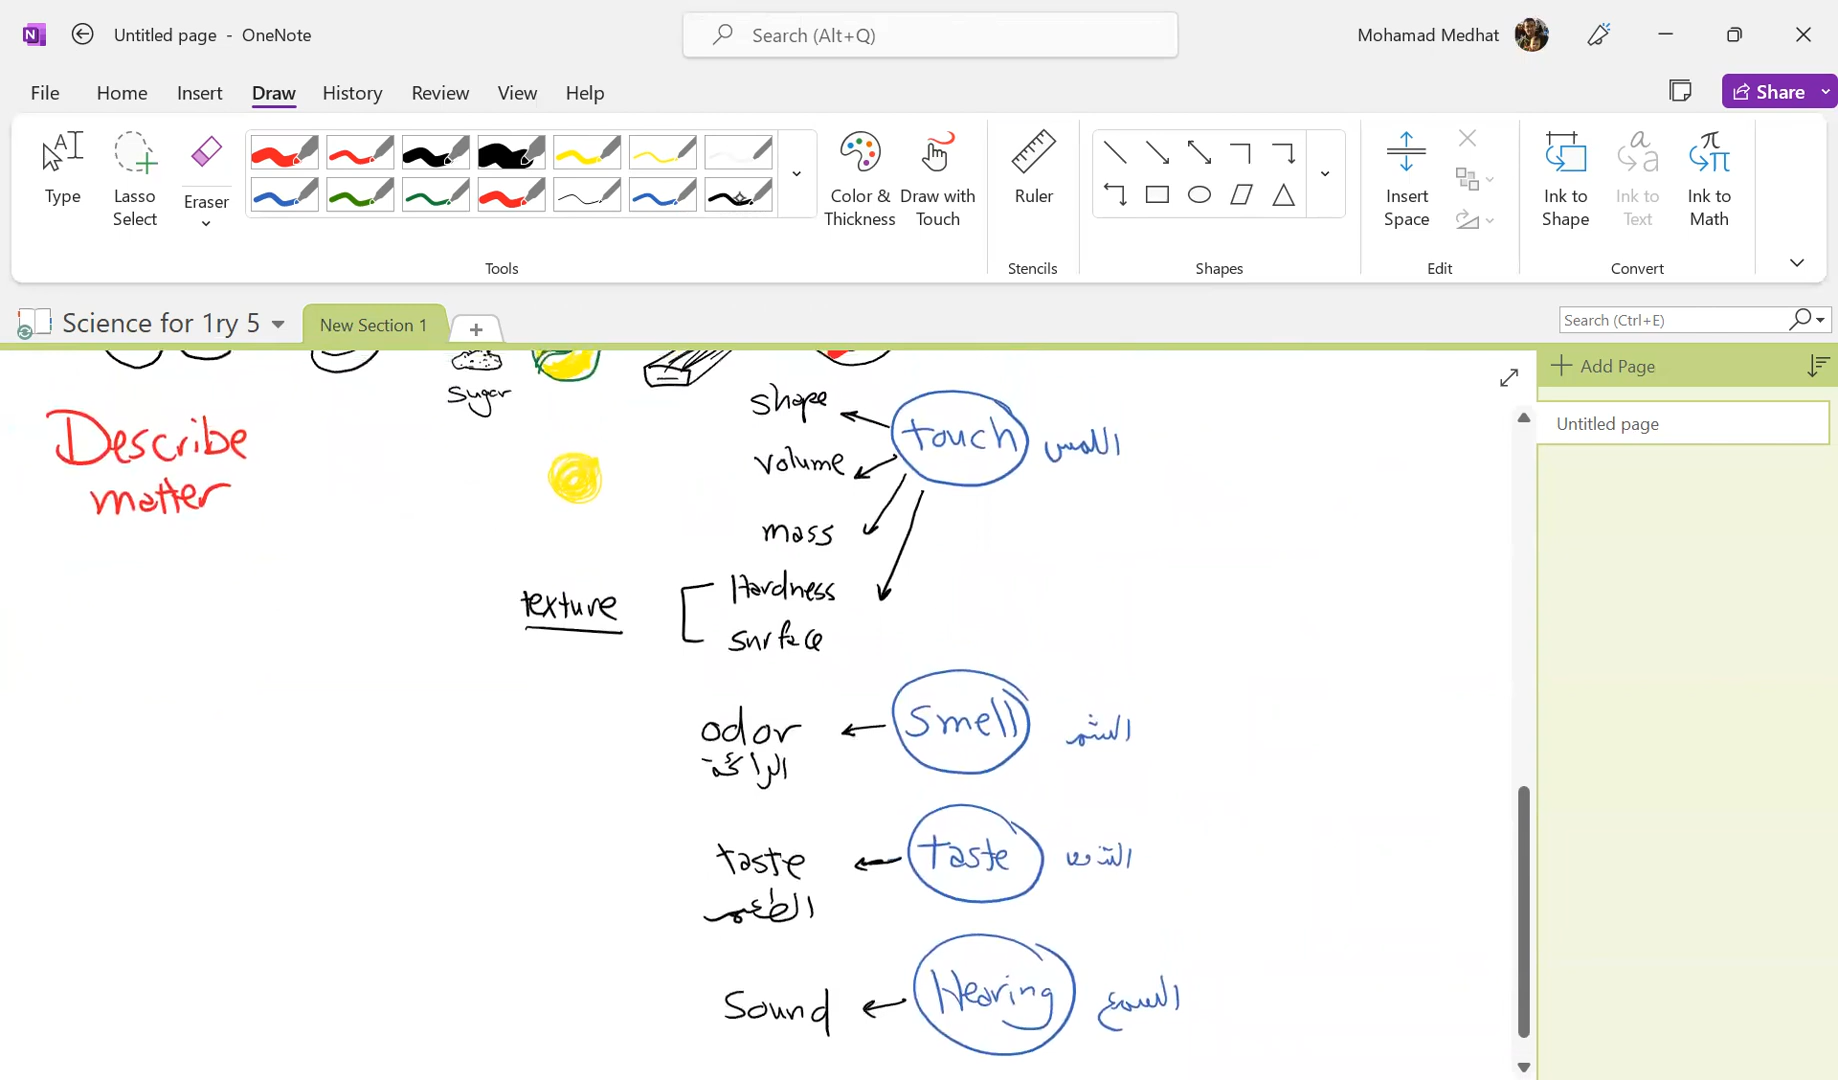 Untitled page - OneNote
Search (Alt+Q)
Mohamad Medhat
File Home Insert Draw History Review View Help
Share
Type
Lasso Select
Eraser
Color & Thickness
Draw with Touch
Ruler
Insert Space
Ink to Shape
Ink to Text
Ink to Math
Tools
Stencils
Shapes
Edit
Convert
Science for 1ry 5
New Section 1
Search (Ctrl+E)
Add Page
Untitled page
sugar
Describe
matter
shape
touch
اللمس
volume
mass
texture
Hardness
surface
odor
smell
الشم
الرائحة
taste
taste
التذوق
الطعم
Sound
Hearing
السمع